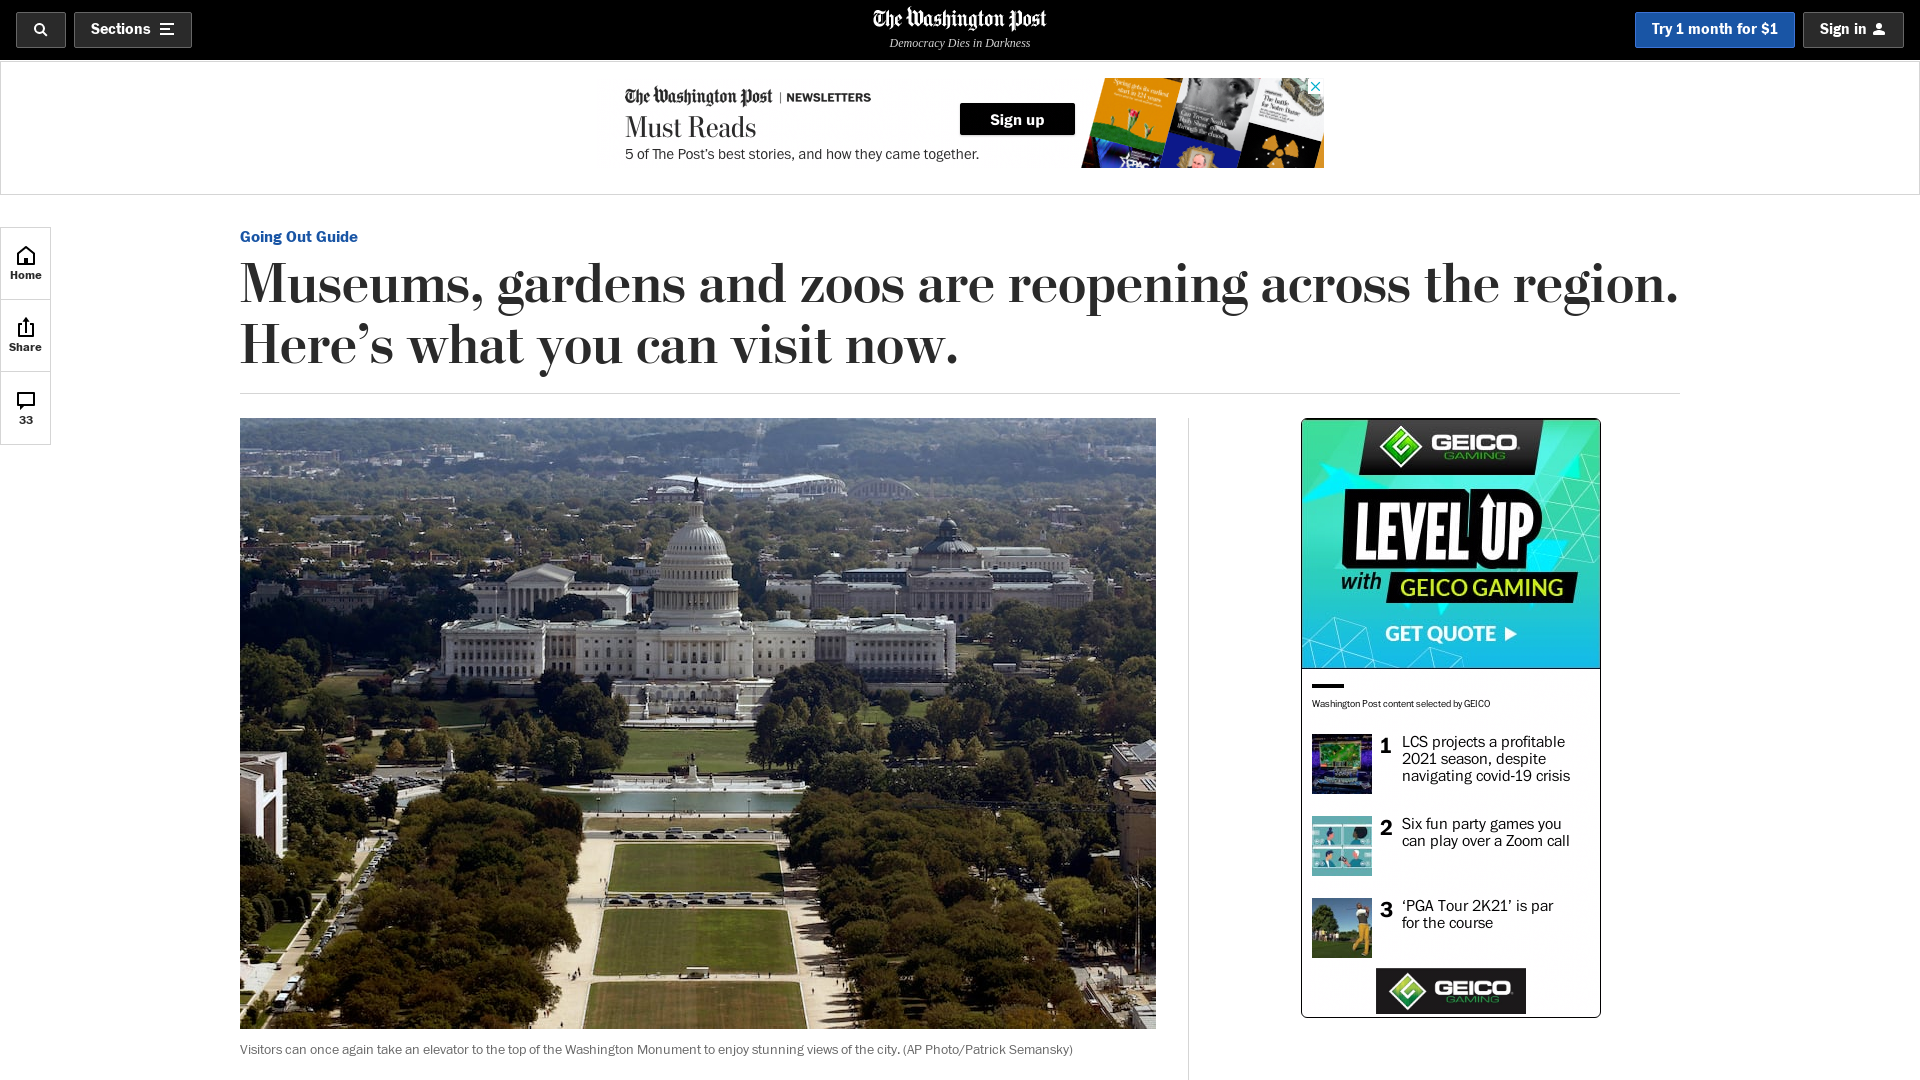 Sections
The Washington Post
Democracy Dies in Darkness
Try 1 month for $1
Sign in
The Washington Post | NEWSLETTERS
Must Reads
5 of The Post's best stories, and how they came together.
Sign up
Home
Share
33
Going Out Guide
Museums, gardens and zoos are reopening across the region.
Here’s what you can visit now.
Visitors can once again take an elevator to the top of the Washington Monument to enjoy stunning views of the city. (AP Photo/Patrick Semansky)
GEICO
GAMING
LEVEL UP
with GEICO GAMING
GET QUOTE
Washington Post content selected by GEICO
1 LCS projects a profitable
2021 season, despite
navigating covid-19 crisis
2 Six fun party games you
can play over a Zoom call
3 ‘PGA Tour 2K21’ is par
for the course
GEICO
GAMING